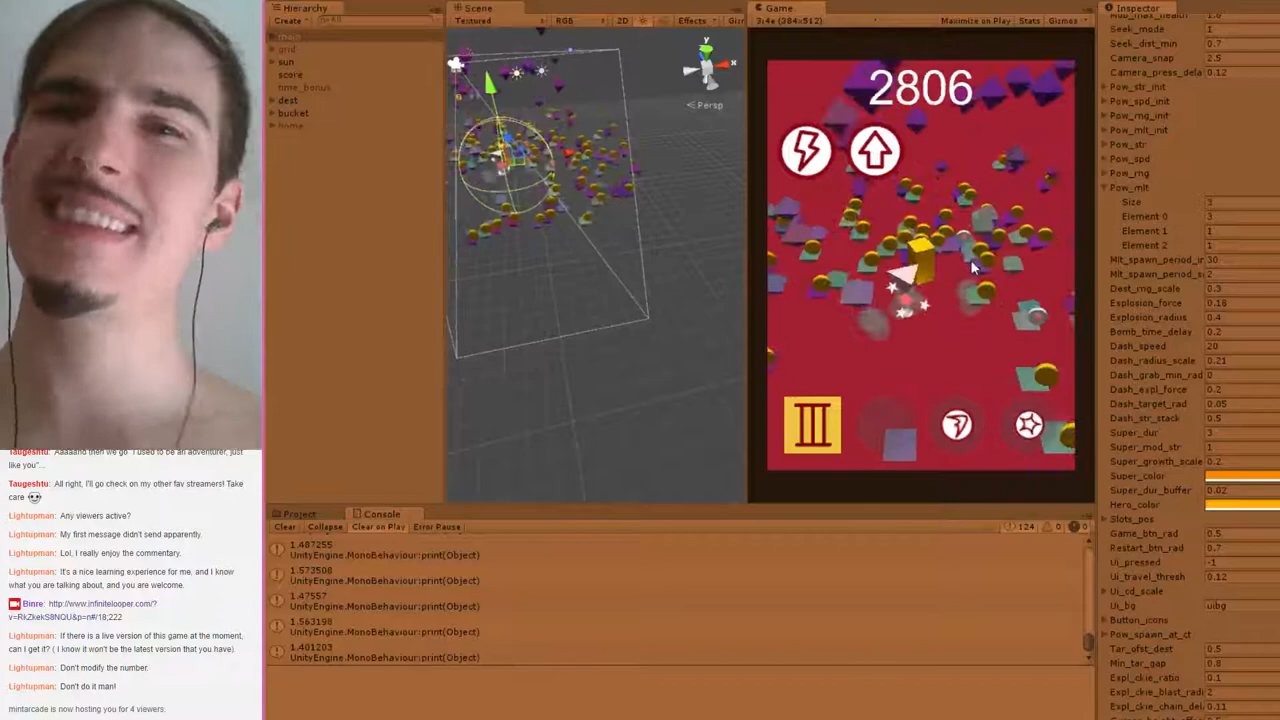 Hierarchy
Create
main
grid
sun
score
time_bonus
dest
bucket
home
Scene
Textured
RGB
2D
Effects
y
x
Persp
Game
3:4e (384x512)
Maximize on Play
Stats
Gizmos
2806
III
Inspector
Seek_mode 1
Seek_dist_min 0.7
Camera_snap 2.5
Camera_press_dela 0.12
Pow_str_init
Pow_spd_init
Pow_rng_init
Pow_mlt_init
Pow_str
Pow_spd
Pow_rng
Pow_mlt
Size 3
Element 0 3
Element 1 1
Element 2 1
Mlt_spawn_period_in 30
Mlt_spawn_period_s 2
Dest_rng_scale 0.3
Explosion_force 0.18
Explosion_radius 0.4
Bomb_time_delay 0.2
Dash_speed 20
Dash_radius_scale 0.21
Dash_grab_min_rad 0
Dash_expl_force 0.2
Dash_target_rad 0.05
Dash_str_stack 0.5
Super_dur 3
Super_mod_str 1
Super_growth_scale 0.2
Super_color
Super_dur_buffer 0.02
Hero_color
Slots_pos
Game_btn_rad 0.5
Restart_btn_rad 0.7
Ui_pressed -1
Ui_travel_thresh 0.12
Ui_cd_scale
Ui_bg uibg
Button_icons
Pow_spawn_at_ct
Tar_ofst_dest 0.5
Min_tar_gap 0.8
Expl_ckie_ratio 0.1
Expl_ckie_blast_radi 2
Expl_ckie_chain_del 0.11
Taugeshtu: Aaaaand then we go "I used to be an adventurer, just
like you"...
Taugeshtu: All right, I'll go check on my other fav streamers! Take
care
Lightupman: Any viewers active?
Lightupman: My first message didn't send apparently.
Lightupman: Lol, I really enjoy the commentary.
Lightupman: It's a nice learning experience for me, and I know
what you are talking about, and you are welcome.
Binre: http://www.infinitelooper.com/?
v=RkZkekS8NQU&p=n#/18;222
Lightupman: If there is a live version of this game at the moment,
can I get it? ( I know it won't be the latest version that you have).
Lightupman: Don't modify the number.
Lightupman: Don't do it man!
mintarcade is now hosting you for 4 viewers.
Project
Console
Clear
Collapse
Clear on Play
Error Pause
124
0
0
1.487255
UnityEngine.MonoBehaviour:print(Object)
1.573508
UnityEngine.MonoBehaviour:print(Object)
1.47557
UnityEngine.MonoBehaviour:print(Object)
1.563198
UnityEngine.MonoBehaviour:print(Object)
1.401203
UnityEngine.MonoBehaviour:print(Object)